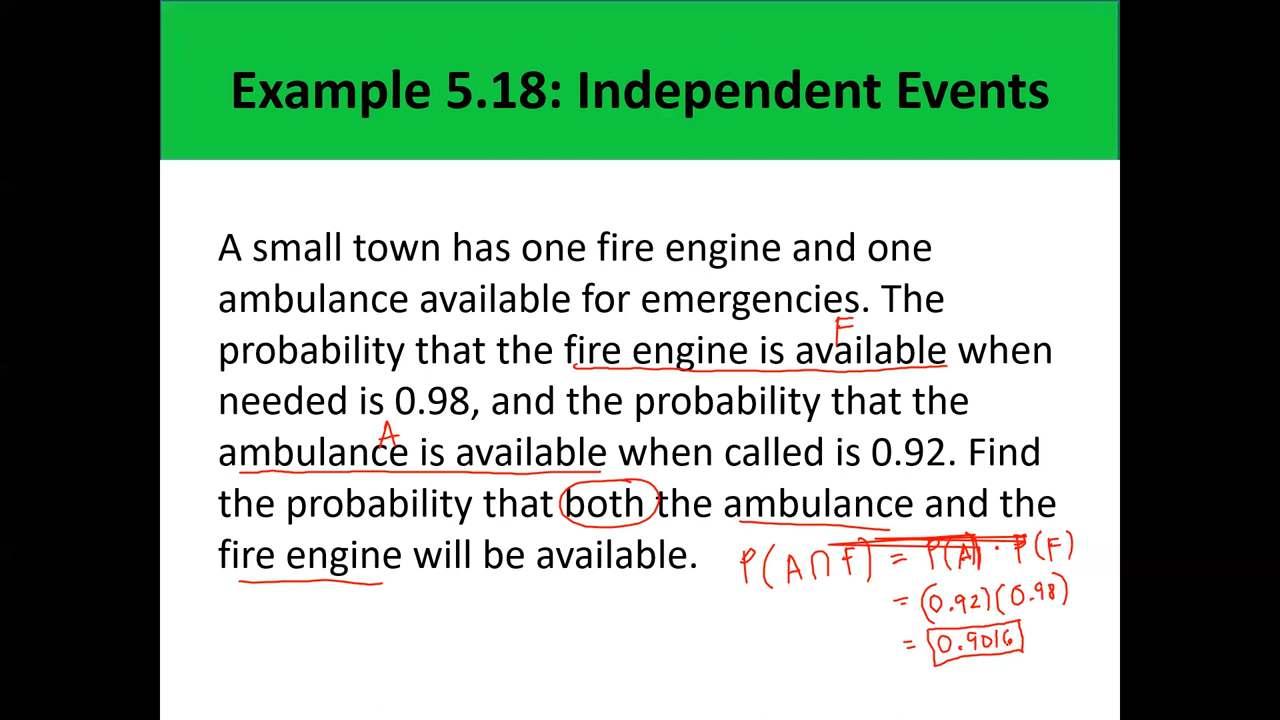 Example 5.18: Independent Events
A small town has one fire engine and one
ambulance available for emergencies. The
F
probability that the fire engine is available when
needed is 0.98, and the probability that the
A
ambulance is available when called is 0.92. Find
the probability that both the ambulance and the
fire engine will be available.
P(A∩F) = P(A) · P(F)
= (0.92)(0.98)
= 0.9016